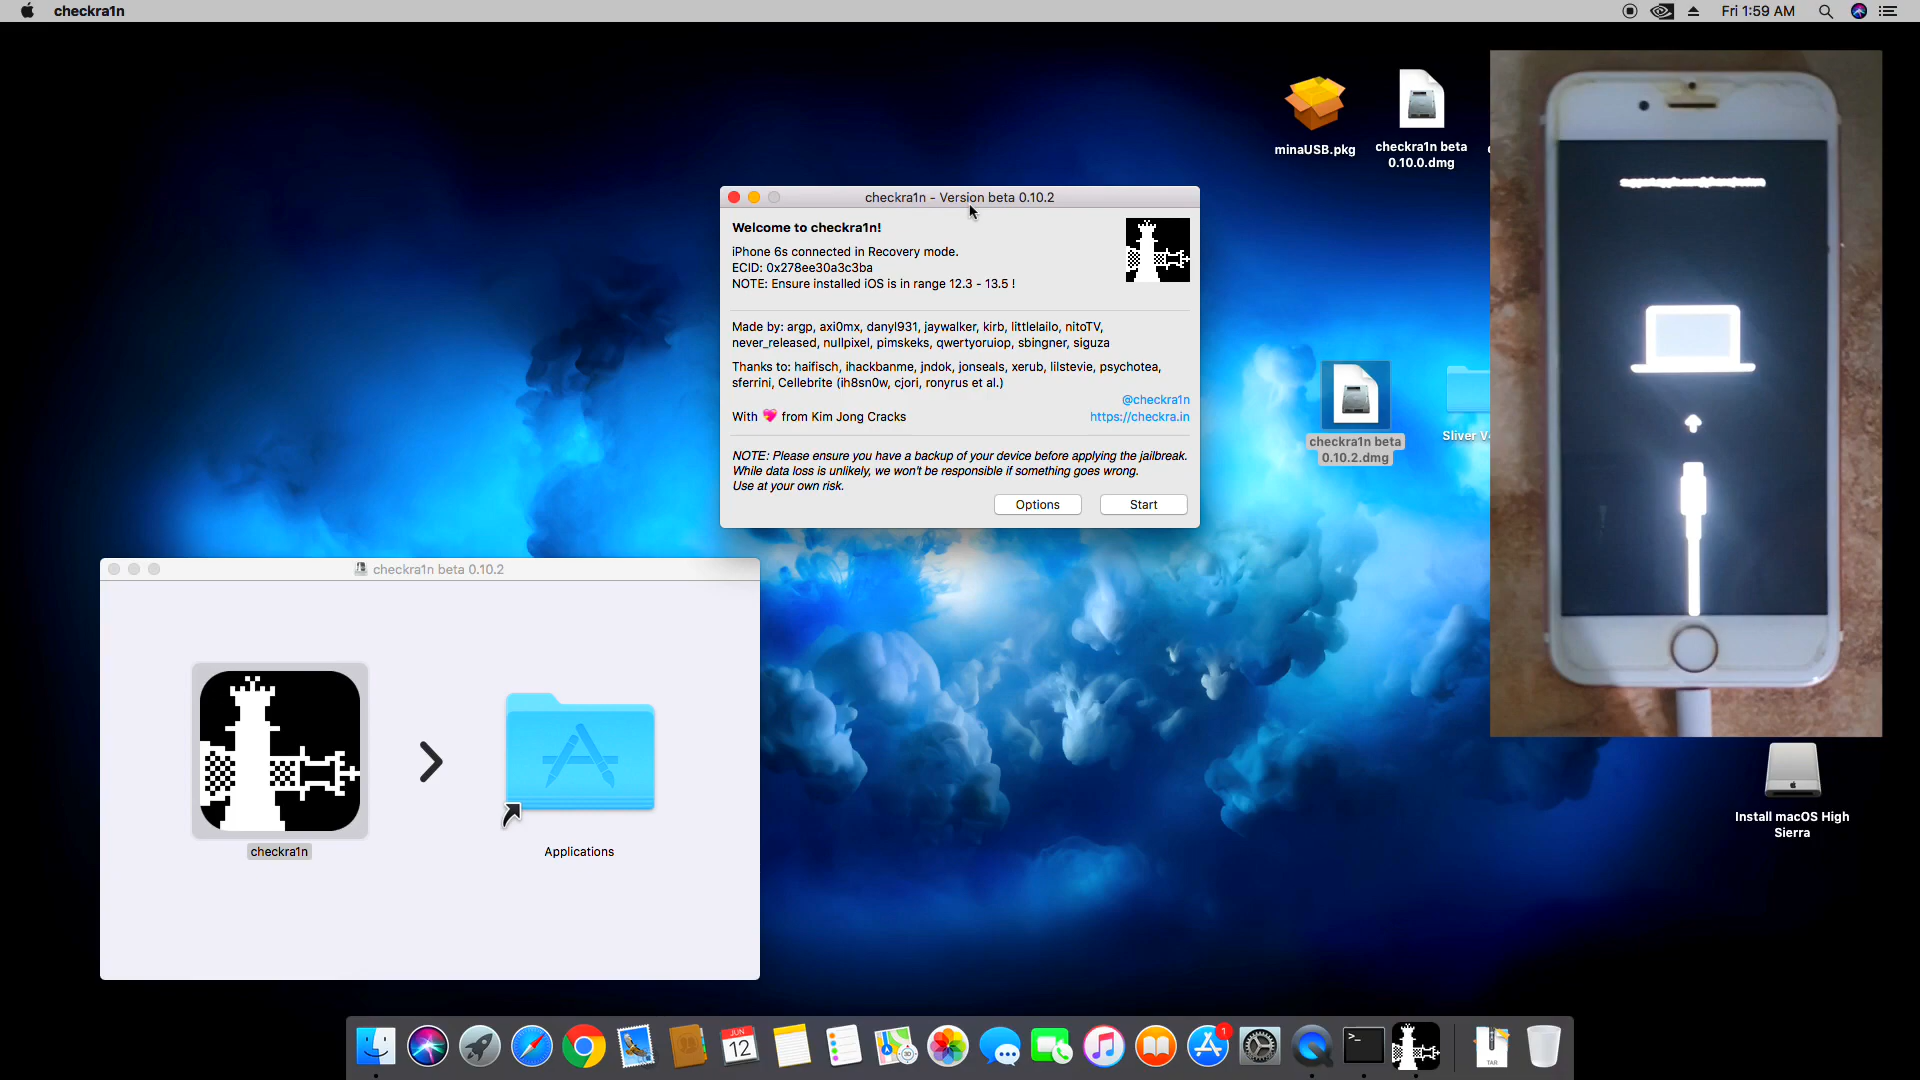 checkra1n
Fri 1:59 AM
minaUSB.pkg
checkra1n beta
0.10.0.dmg
checkra1n - Version beta 0.10.2
Welcome to checkra1n!
iPhone 6s connected in Recovery mode.
ECID: 0x278ee30a3c3ba
NOTE: Ensure installed iOS is in range 12.3 - 13.5 !
Made by: argp, axi0mx, danyl931, jaywalker, kirb, littlelailo, nitoTV,
never_released, nullpixel, pimskeks, qwertyoruiop, sbingner, siguza
Thanks to: haifisch, ihackbanme, jndok, jonseals, xerub, lilstevie, psychotea,
sferrini, Cellebrite (ih8sn0w, cjori, ronyrus et al.)
@checkra1n
With 💖 from Kim Jong Cracks
https://checkra.in
NOTE: Please ensure you have a backup of your device before applying the jailbreak.
While data loss is unlikely, we won't be responsible if something goes wrong.
Use at your own risk.
Options
Start
checkra1n beta
0.10.2.dmg
Sliver
checkra1n beta 0.10.2
checkra1n
Applications
Install macOS High
Sierra
JUN
12
1
TAR